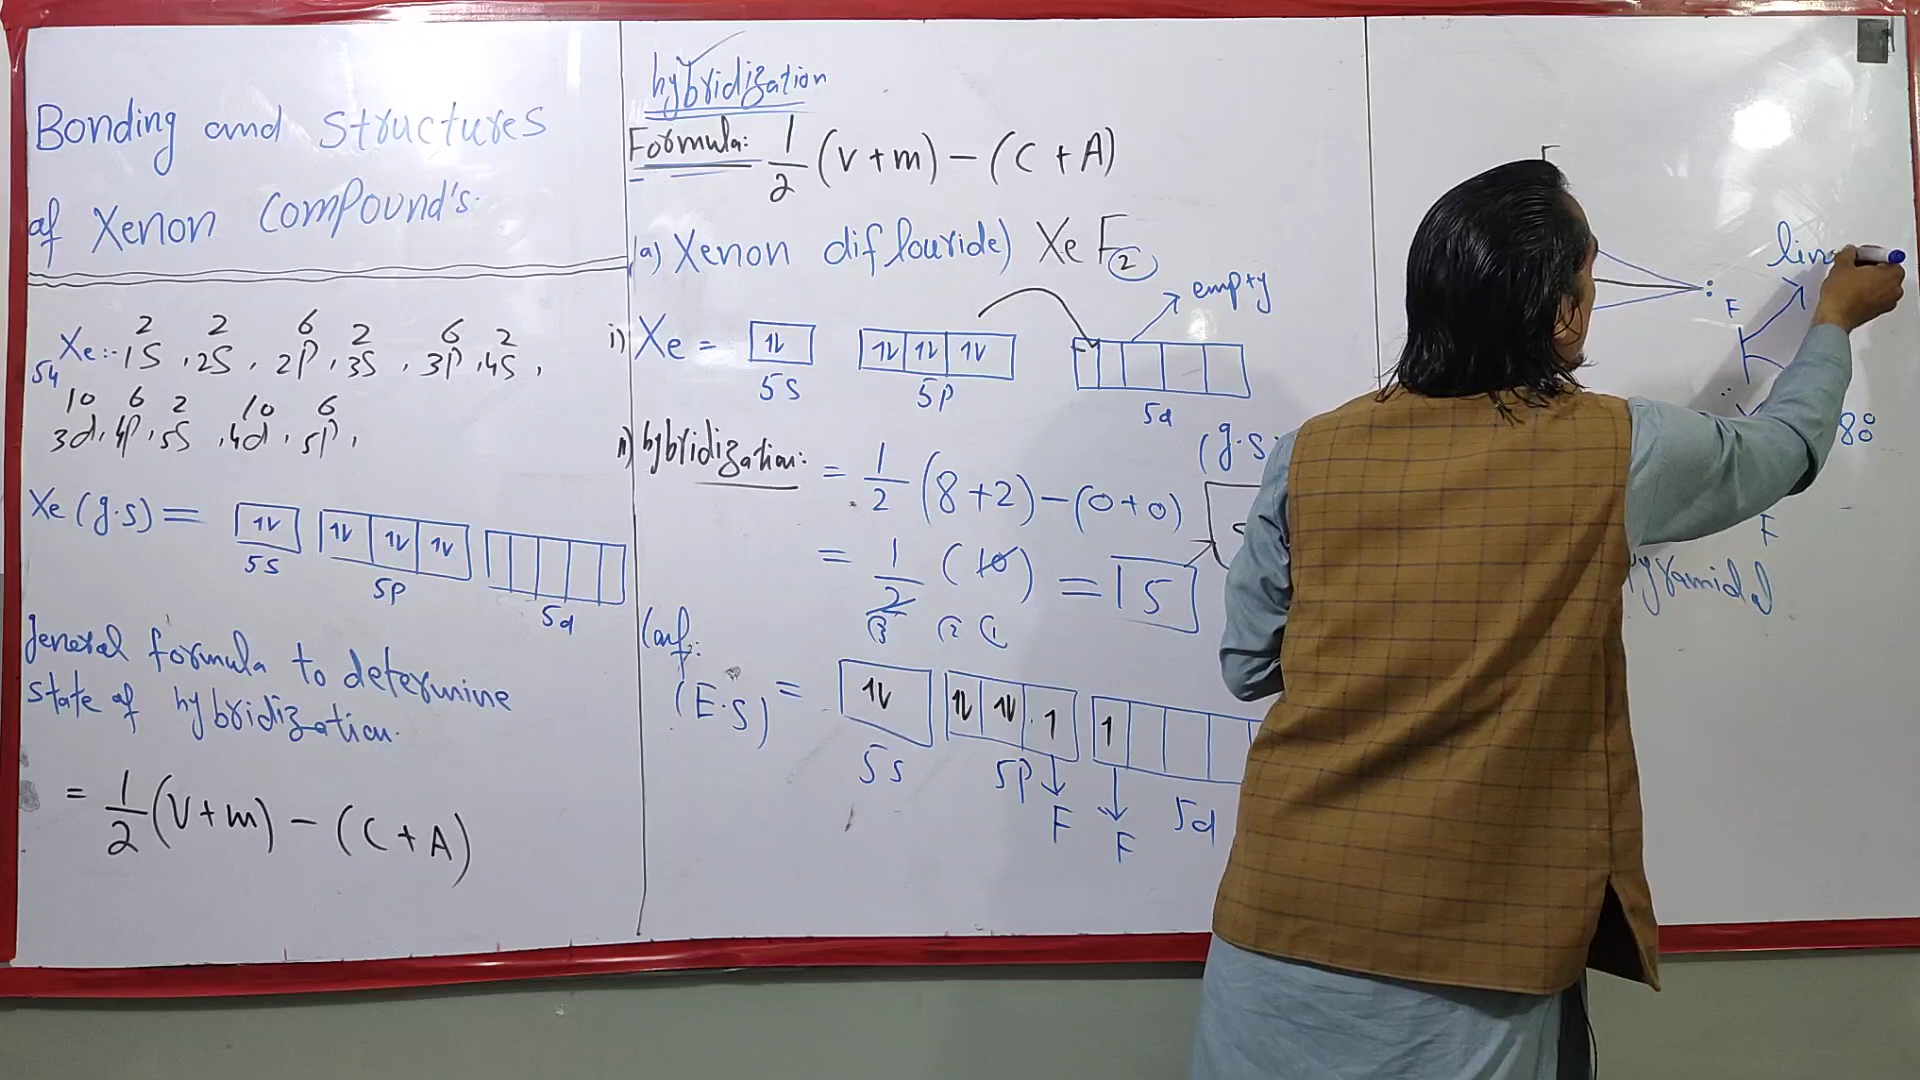 Bonding and structures
of Xenon Compound's.
54Xe:- 1S², 2S², 2P⁶, 3S², 3P⁶, 4S²,
3d¹⁰, 4P⁶, 5S², 4d¹⁰, 5P⁶,
Xe (g.s) = 1v 1v 1v 1v
5s 5p 5d
General formula to determine
state of hybridization.
= 1/2 (V+m) - (C+A)
hybridization
Formula: 1/2 (V+m) - (C+A)
(a) Xenon diflouride) XeF2
empty
i) Xe = 1v 1v 1v 1v
5s 5p 5d
(g.s
ii) hybridization: = 1/2 (8+2) - (0+0)
= 1/2 (10) = 5
(E.S) = 1v 1v 1v 1 1
5s 5p 5d
F F
lin
F
80
F
pyramidal